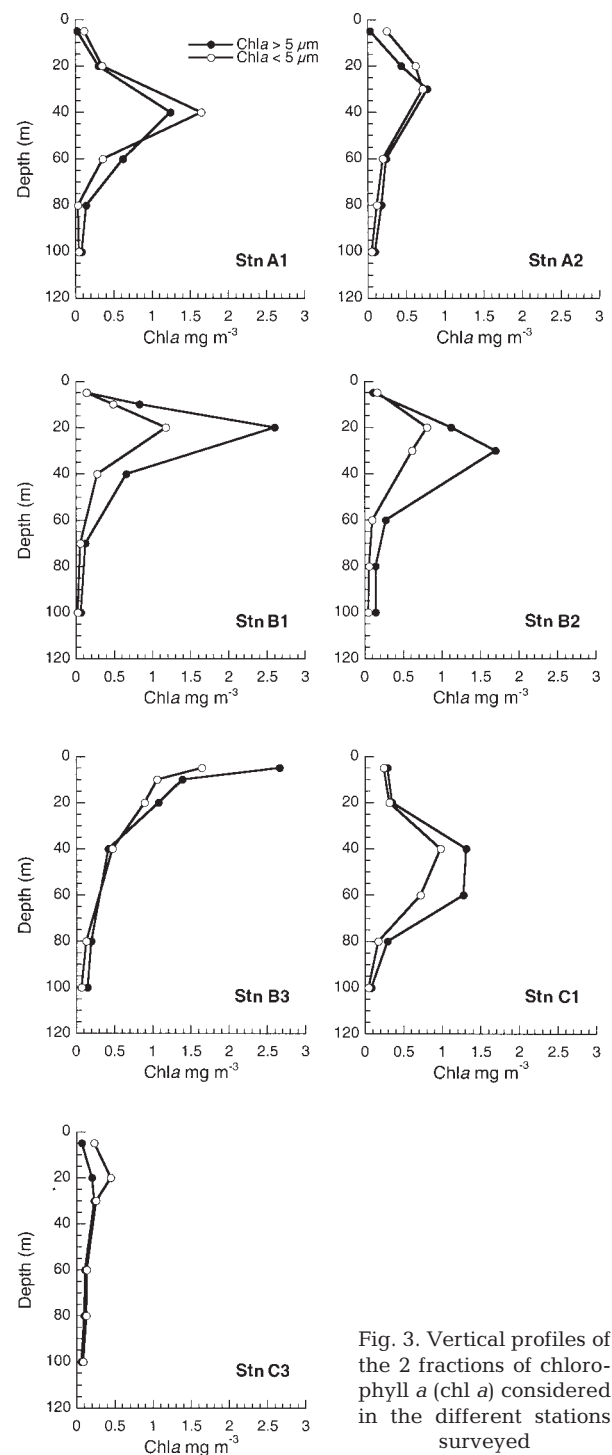 Chla > 5 µm
Chla < 5 µm
0
20
40
60
80
100
120
Depth (m)
Stn A1
0 0.5 1 1.5 2 2.5 3
Chla mg m⁻³
0
20
40
60
80
100
120
Stn A2
0 0.5 1 1.5 2 2.5 3
Chla mg m⁻³
0
20
40
60
80
100
120
Depth (m)
Stn B1
0 0.5 1 1.5 2 2.5 3
Chla mg m⁻³
0
20
40
60
80
100
120
Stn B2
0 0.5 1 1.5 2 2.5 3
Chla mg m⁻³
0
20
40
60
80
100
120
Depth (m)
Stn B3
0 0.5 1 1.5 2 2.5 3
Chla mg m⁻³
0
20
40
60
80
100
120
Stn C1
0 0.5 1 1.5 2 2.5 3
Chla mg m⁻³
0
20
40
60
80
100
120
Depth (m)
Stn C3
0 0.5 1 1.5 2 2.5 3
Chla mg m⁻³
Fig. 3. Vertical profiles of
the 2 fractions of chloro-
phyll a (chl a) considered
in the different stations
surveyed